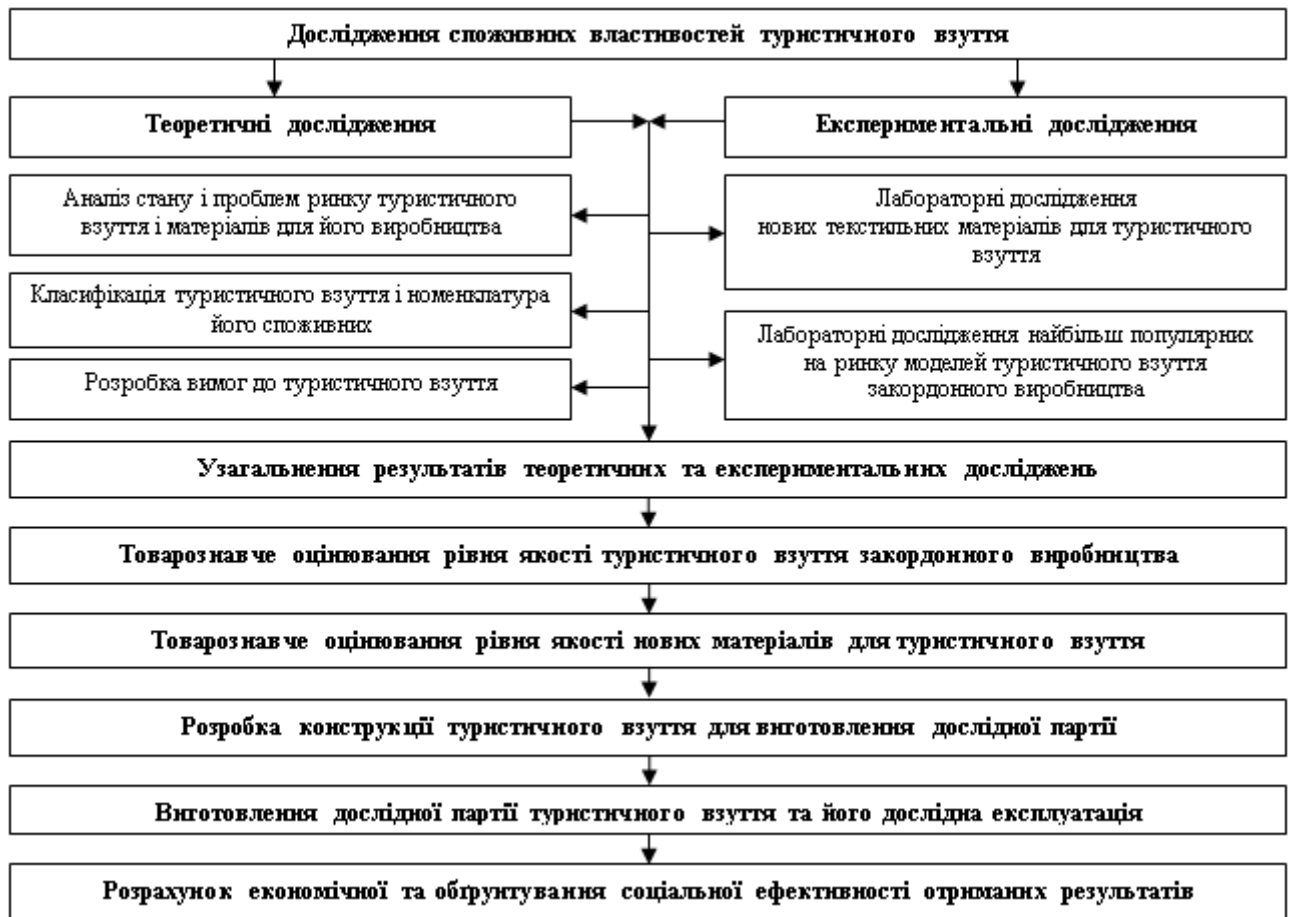 Дослідження споживних властивостей туристичного взуття
Теоретичні дослідження
Експериментальні дослідження
Аналіз стану і проблем ринку туристичного
взуття і матеріалів для його виробництва
Лабораторні дослідження
нових текстильних матеріалів для туристичного
взуття
Класифікація туристичного взуття і номенклатура
його споживних
Лабораторні дослідження найбільш популярних
на ринку моделей туристичного взуття
закордонного виробництва
Розробка вимог до туристичного взуття
Узагальнення результатів теоретичних та експериментальних досліджень
Товарознавче оцінювання рівня якості туристичного взуття закордонного виробництва
Товарознавче оцінювання рівня якості нових матеріалів для туристичного взуття
Розробка конструкції туристичного взуття для виготовлення дослідної партії
Виготовлення дослідної партії туристичного взуття та його дослідна експлуатація
Розрахунок економічної та обґрунтування соціальної ефективності отриманих результатів